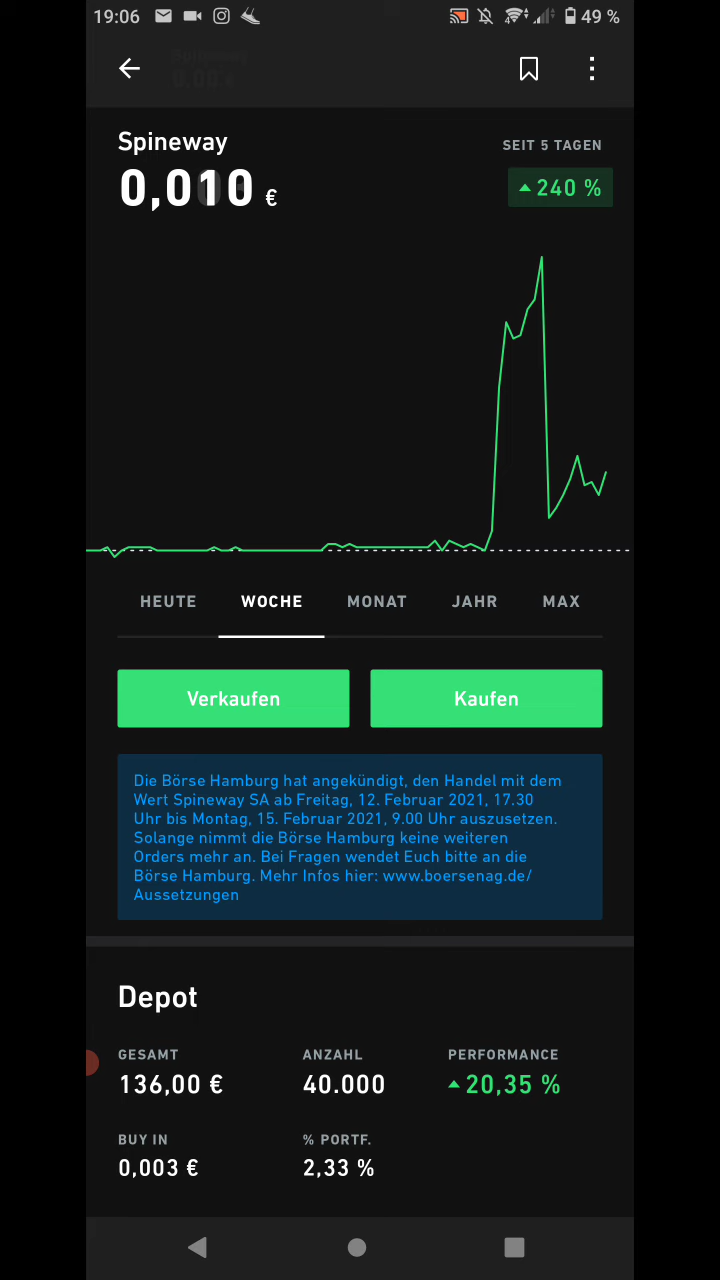 19:06
49 %
Spineway
SEIT 5 TAGEN
0,010 €
240 %
HEUTE WOCHE MONAT JAHR MAX
Verkaufen Kaufen
Die Börse Hamburg hat angekündigt, den Handel mit dem
Wert Spineway SA ab Freitag, 12. Februar 2021, 17.30
Uhr bis Montag, 15. Februar 2021, 9.00 Uhr auszusetzen.
Solange nimmt die Börse Hamburg keine weiteren
Orders mehr an. Bei Fragen wendet Euch bitte an die
Börse Hamburg. Mehr Infos hier: www.boersenag.de/
Aussetzungen
Depot
GESAMT ANZAHL PERFORMANCE
136,00 € 40.000 20,35 %
BUY IN % PORTF.
0,003 € 2,33 %